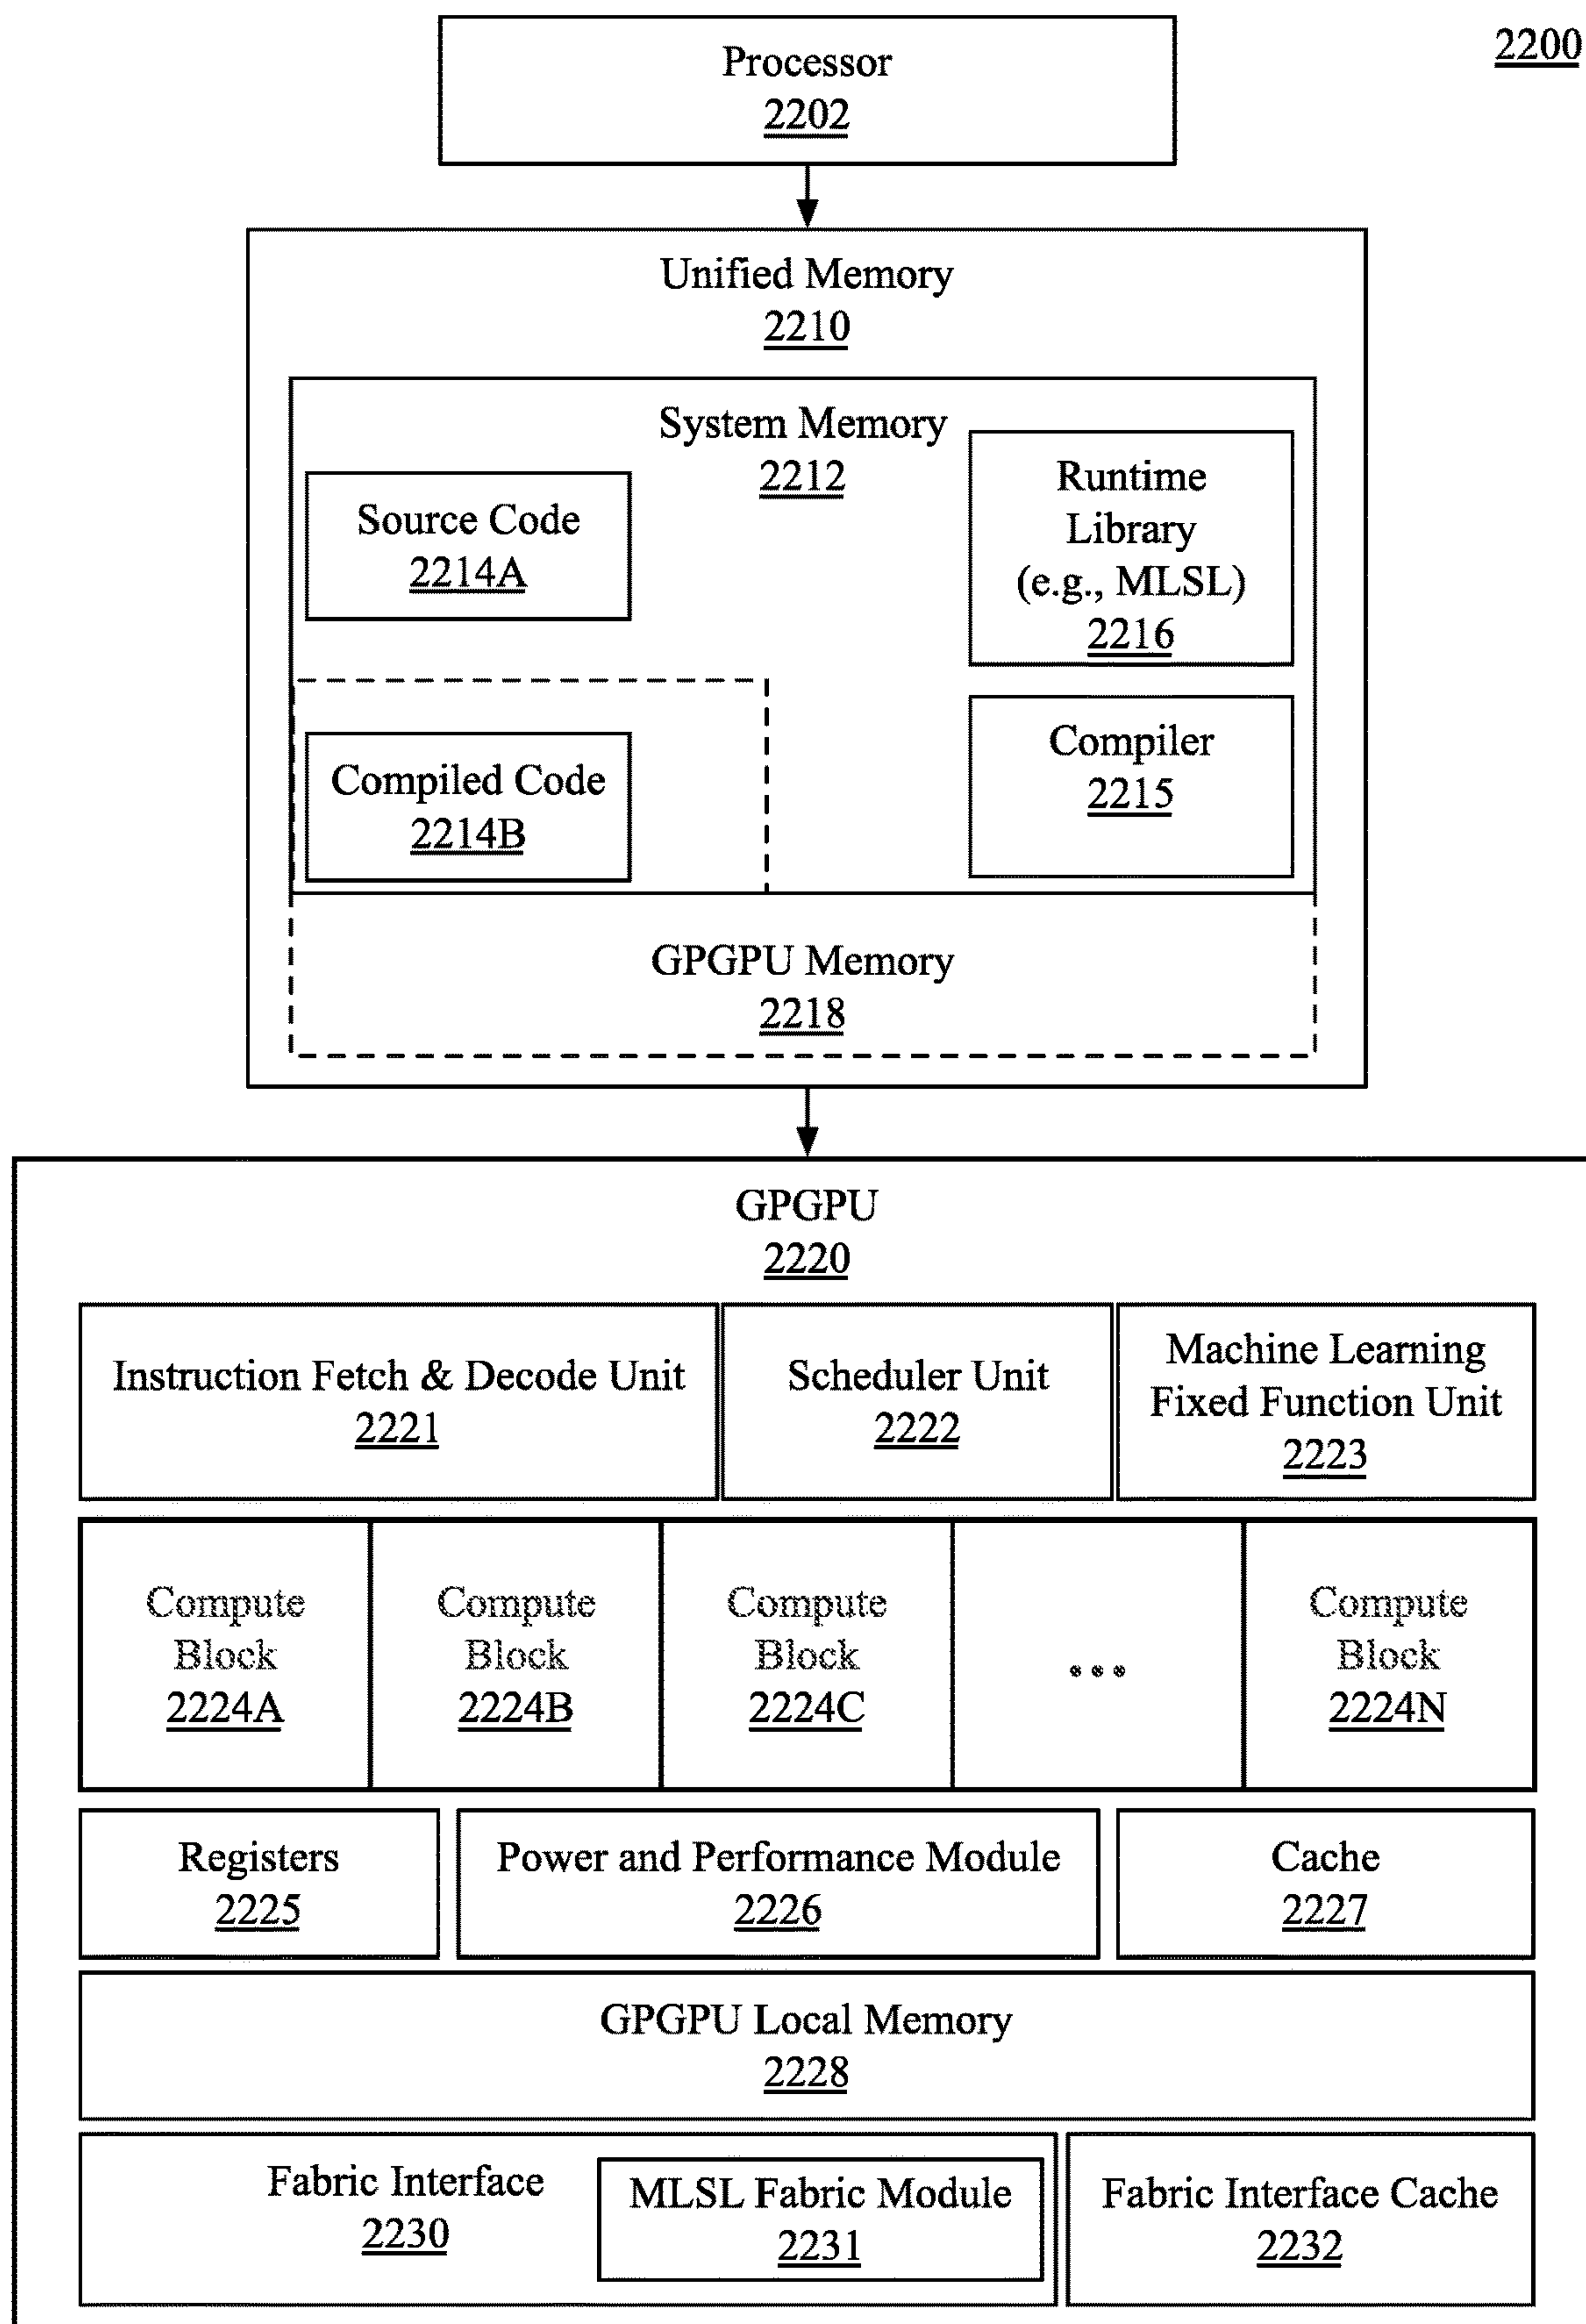 2200
Processor
2202
Unified Memory
2210
System Memory
2212
Source Code
2214A
Runtime
Library
(e.g., MLSL)
2216
Compiled Code
2214B
Compiler
2215
GPGPU Memory
2218
GPGPU
2220
Instruction Fetch & Decode Unit
2221
Scheduler Unit
2222
Machine Learning
Fixed Function Unit
2223
Compute
Block
2224A
Compute
Block
2224B
Compute
Block
2224C
...
Compute
Block
2224N
Registers
2225
Power and Performance Module
2226
Cache
2227
GPGPU Local Memory
2228
Fabric Interface
2230
MLSL Fabric Module
2231
Fabric Interface Cache
2232